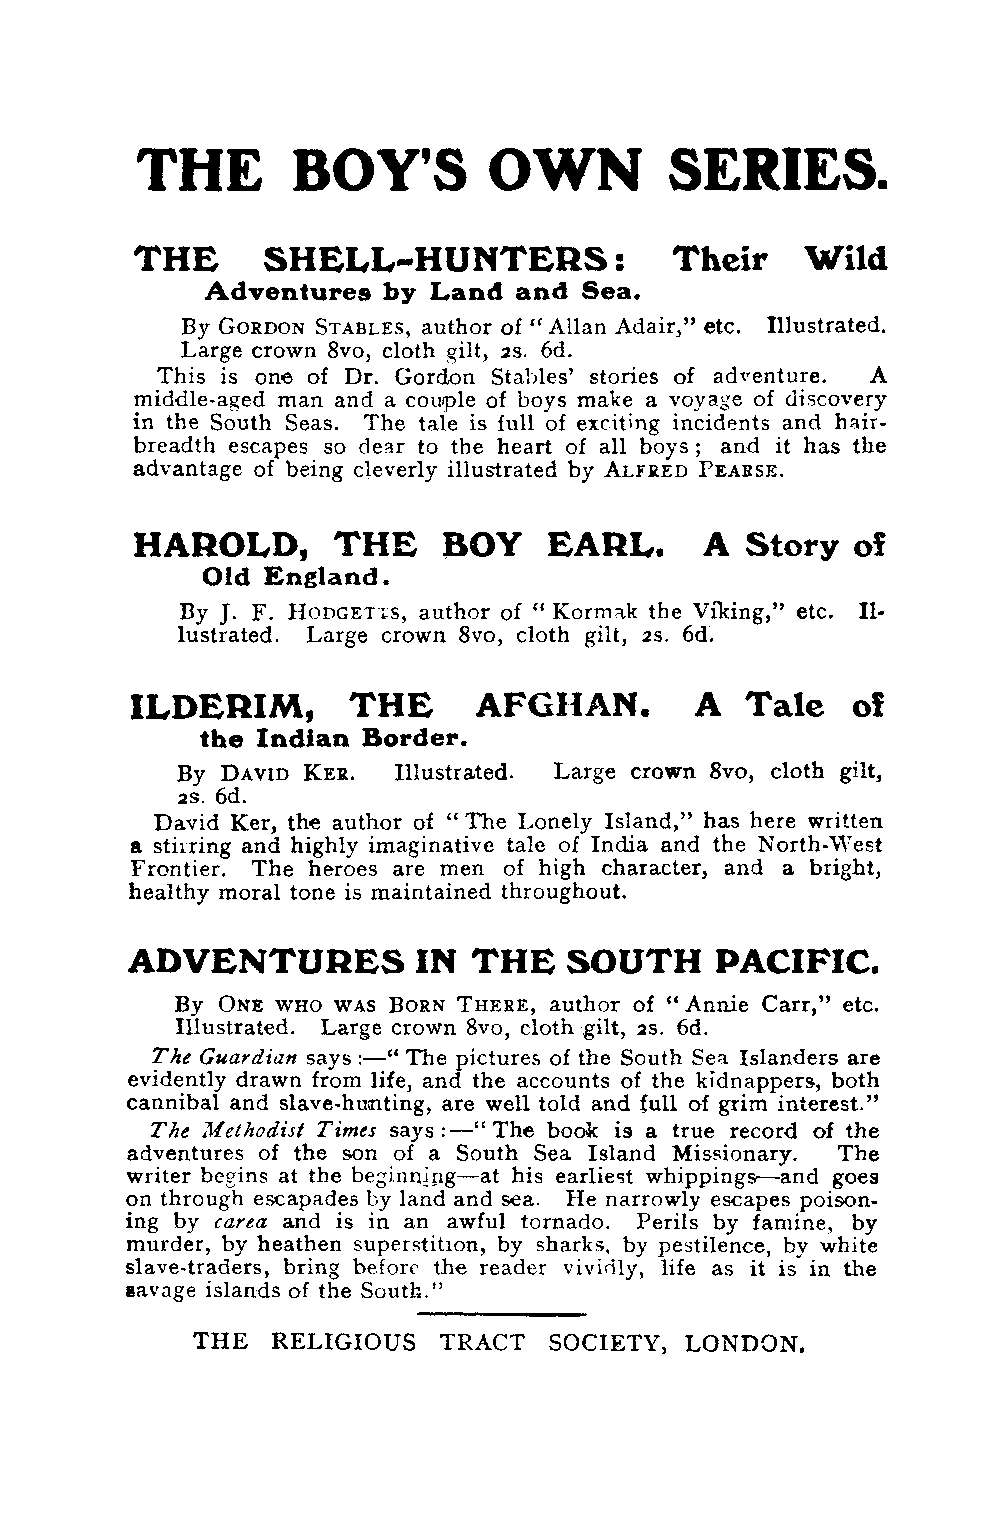 THE BOY'S OWN SERIES.
THE SHELL-HUNTERS: Their Wild
Adventures by Land and Sea.
By GORDON STABLES, author of "Allan Adair," etc. Illustrated.
Large crown 8vo, cloth gilt, 2s. 6d.
This is one of Dr. Gordon Stables' stories of adventure. A
middle-aged man and a couple of boys make a voyage of discovery
in the South Seas. The tale is full of exciting incidents and hair-
breadth escapes so dear to the heart of all boys; and it has the
advantage of being cleverly illustrated by ALFRED PEARSE.
HAROLD, THE BOY EARL. A Story of
Old England.
By J. F. HODGETTS, author of "Kormak the Viking," etc. Il-
lustrated. Large crown 8vo, cloth gilt, 2s. 6d.
ILDERIM, THE AFGHAN. A Tale of
the Indian Border.
By DAVID KER. Illustrated. Large crown 8vo, cloth gilt,
2s. 6d.
David Ker, the author of "The Lonely Island," has here written
a stirring and highly imaginative tale of India and the North-West
Frontier. The heroes are men of high character, and a bright,
healthy moral tone is maintained throughout.
ADVENTURES IN THE SOUTH PACIFIC.
By ONE WHO WAS BORN THERE, author of "Annie Carr," etc.
Illustrated. Large crown 8vo, cloth gilt, 2s. 6d.
The Guardian says:—"The pictures of the South Sea Islanders are
evidently drawn from life, and the accounts of the kidnappers, both
cannibal and slave-hunting, are well told and full of grim interest."
The Methodist Times says:—"The book is a true record of the
adventures of the son of a South Sea Island Missionary. The
writer begins at the beginning—at his earliest whippings—and goes
on through escapades by land and sea. He narrowly escapes poison-
ing by carea and is in an awful tornado. Perils by famine, by
murder, by heathen superstition, by sharks, by pestilence, by white
slave-traders, bring before the reader vividly, life as it is in the
savage islands of the South."
THE RELIGIOUS TRACT SOCIETY, LONDON.